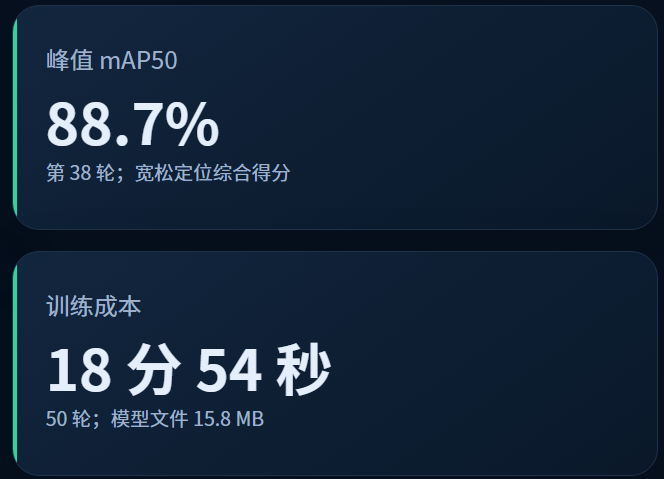 峰值 mAP50
88.7%
第 38 轮；宽松定位综合得分
训练成本
18 分 54 秒
50 轮；模型文件 15.8 MB